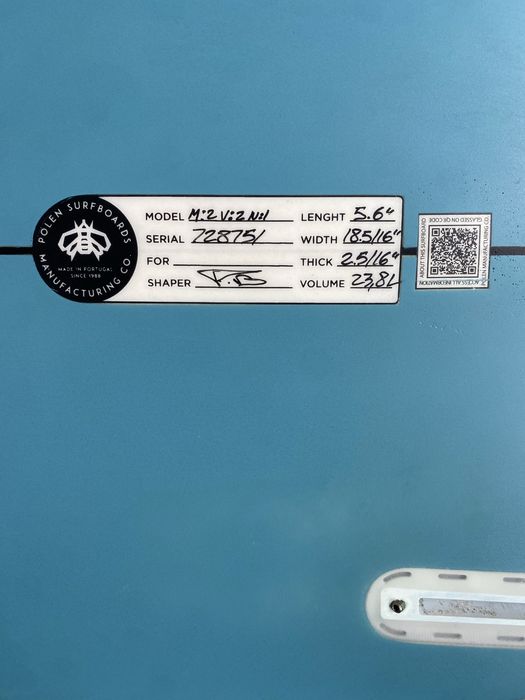 POLEN SURFBOARDS
MANUFACTURING CO.
MADE IN PORTUGAL
SINCE 1988
MODEL M:2 V:2 N:1
SERIAL 72875/
FOR
SHAPER
LENGHT 5.6"
WIDTH 18.5/16"
THICK 2.5/16"
VOLUME 23,8L
GLASSED ON QR CODE
ABOUT THIS SURFBOARD
ACCESS ALL INFORMATION
POLEN MANUFACTURING CO.